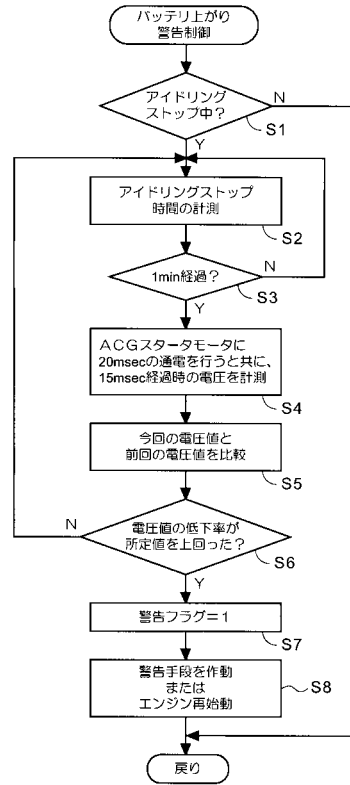 バッテリ上がり
警告制御
アイドリング
ストップ中？
N
S1
Y
アイドリングストップ
時間の計測
S2
1min経過？
N
S3
Y
ACGスタータモータに
20msecの通電を行うと共に、
15msec経過時の電圧を計測
S4
今回の電圧値と
前回の電圧値を比較
S5
電圧値の低下率が
所定値を上回った？
N
S6
Y
警告フラグ＝1
S7
警告手段を作動
または
エンジン再始動
S8
戻り